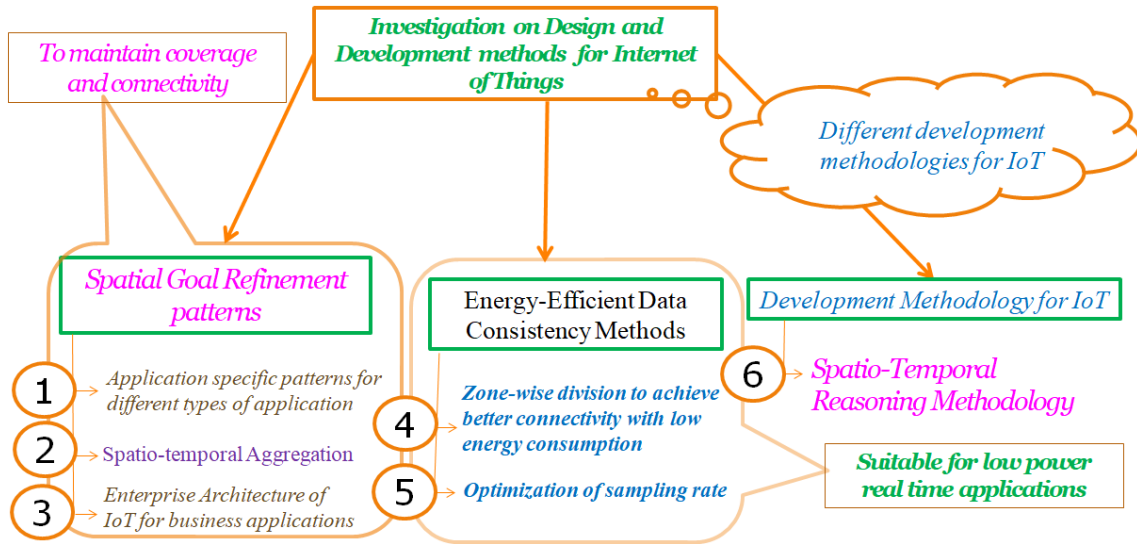 To maintain coverage
and connectivity
Investigation on Design and
Development methods for Internet
of Things
Different development
methodologies for IoT
Spatial Goal Refinement
patterns
1
Application specific patterns for
different types of application
2
Spatio-temporal Aggregation
3
Enterprise Architecture of
IoT for business applications
Energy-Efficient Data
Consistency Methods
4
Zone-wise division to achieve
better connectivity with low
energy consumption
5
Optimization of sampling rate
Development Methodology for IoT
6
Spatio-Temporal
Reasoning Methodology
Suitable for low power
real time applications